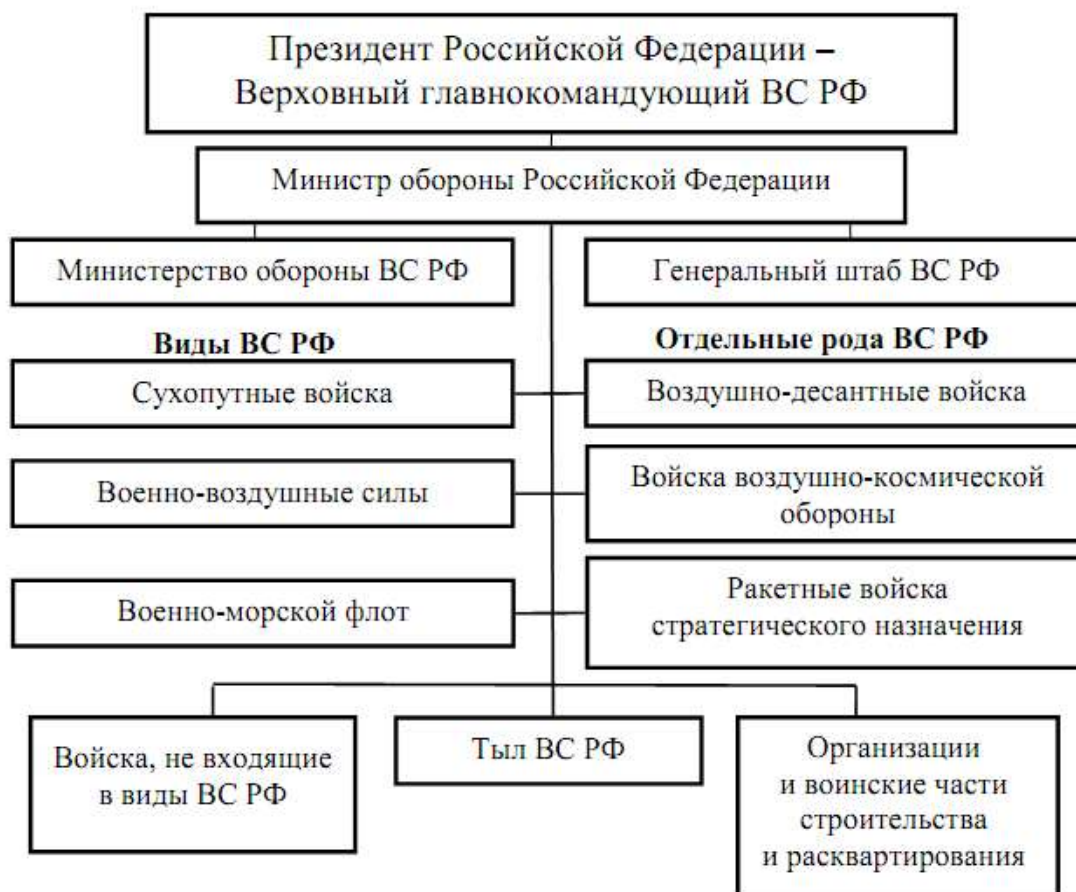 Президент Российской Федерации –
Верховный главнокомандующий ВС РФ
Министр обороны Российской Федерации
Министерство обороны ВС РФ
Генеральный штаб ВС РФ
Виды ВС РФ
Отдельные рода ВС РФ
Сухопутные войска
Воздушно-десантные войска
Военно-воздушные силы
Войска воздушно-космической
обороны
Военно-морской флот
Ракетные войска
стратегического назначения
Войска, не входящие
в виды ВС РФ
Тыл ВС РФ
Организации
и воинские части
строительства
и расквартирования